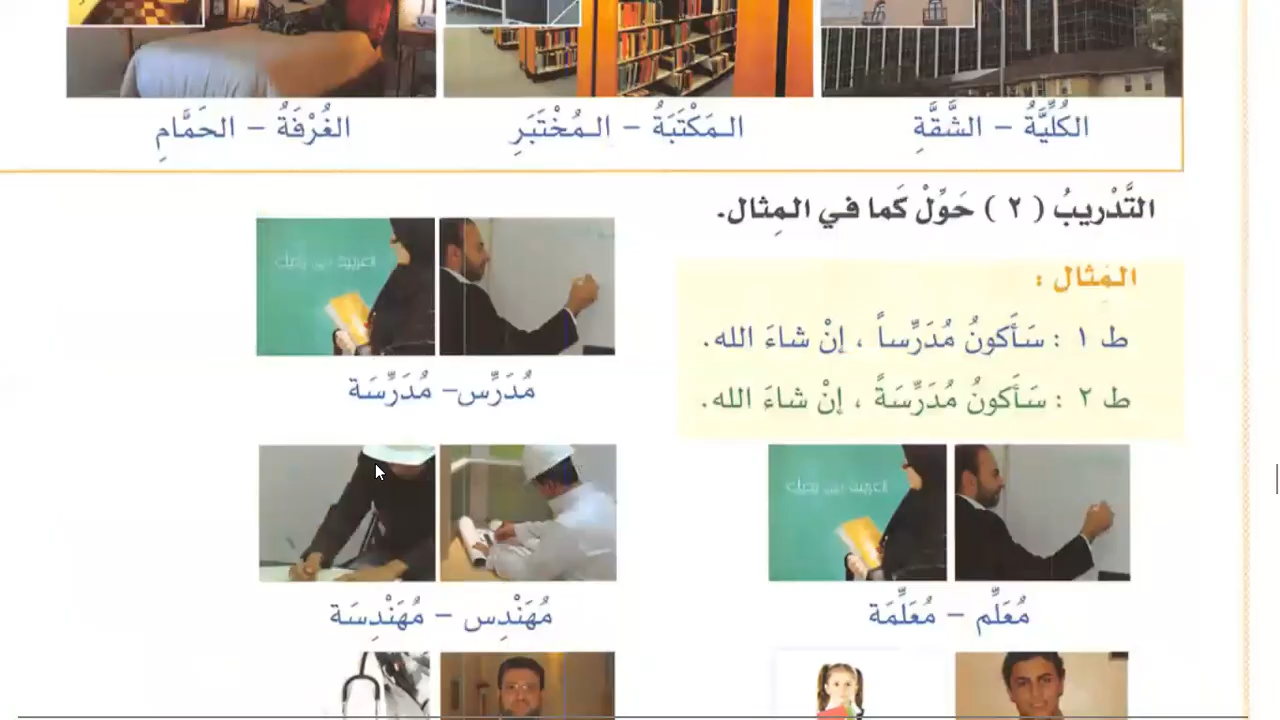 الكُلِّيَّةُ – الشَّقَّةِ
المَكْتَبَةُ – المُخْتَبَرِ
الغُرْفَةُ – الحَمَّامِ
التَّدْريبُ ( ٢ ) حَوِّلْ كَما في المِثال.
المِثال :
ط ١ : سَأَكونُ مُدَرِّساً ، إنْ شاءَ الله.
ط ٢ : سَأَكونُ مُدَرِّسَةً ، إنْ شاءَ الله.
مُدَرِّس– مُدَرِّسَة
مُعَلِّم – مُعَلِّمَة
مُهَنْدِس – مُهَنْدِسَة